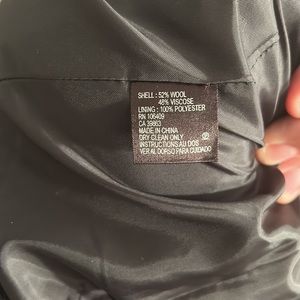 SHELL : 52% WOOL
48% VISCOSE
LINING : 100% POLYESTER
RN 106409
CA 39863
MADE IN CHINA
DRY CLEAN ONLY
INSTRUCTIONS AU DOS
VER AL DORSO PARA CUIDADO